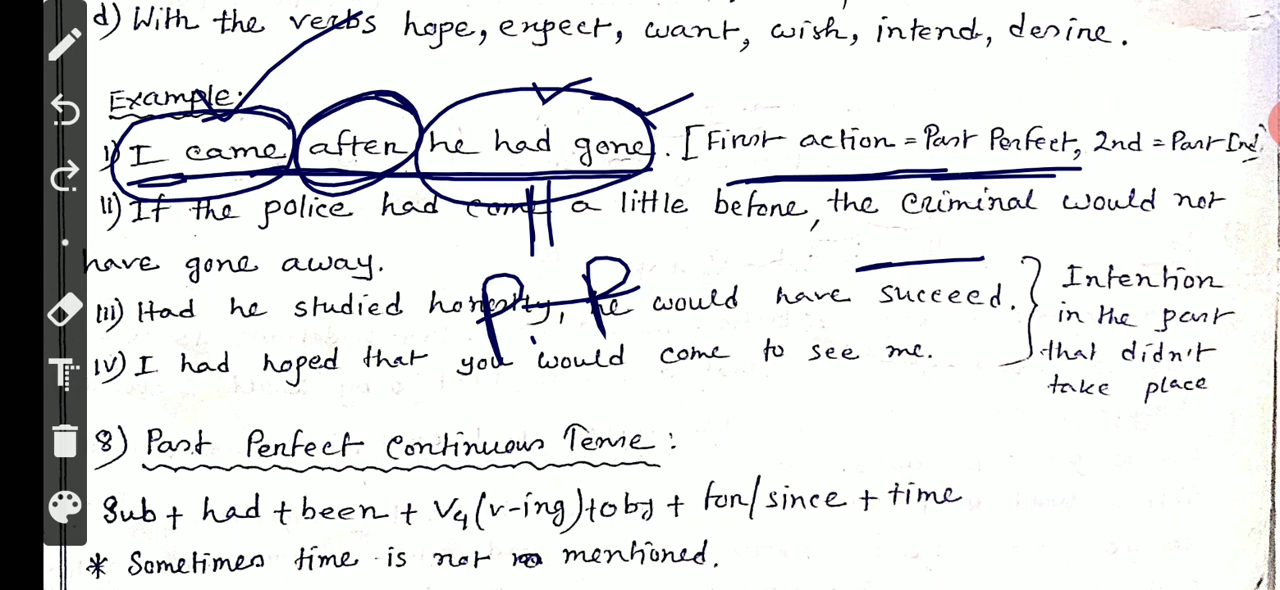 d) With the verbs hope, expect, want, wish, intend, desire.
Example:
i) I came after he had gone. [First action = Past Perfect, 2nd = Past Ind.]
ii) If the police had come a little before, the criminal would not
have gone away.
iii) Had he studied honestly, he would have succeed.
iv) I had hoped that you would come to see me.
} Intention
in the past
that didn't
take place
P P
8) Past Perfect Continuous Tense:
Sub + had + been + V4 (v-ing) + obj + for/since + time
* Sometimes time is not mentioned.
T